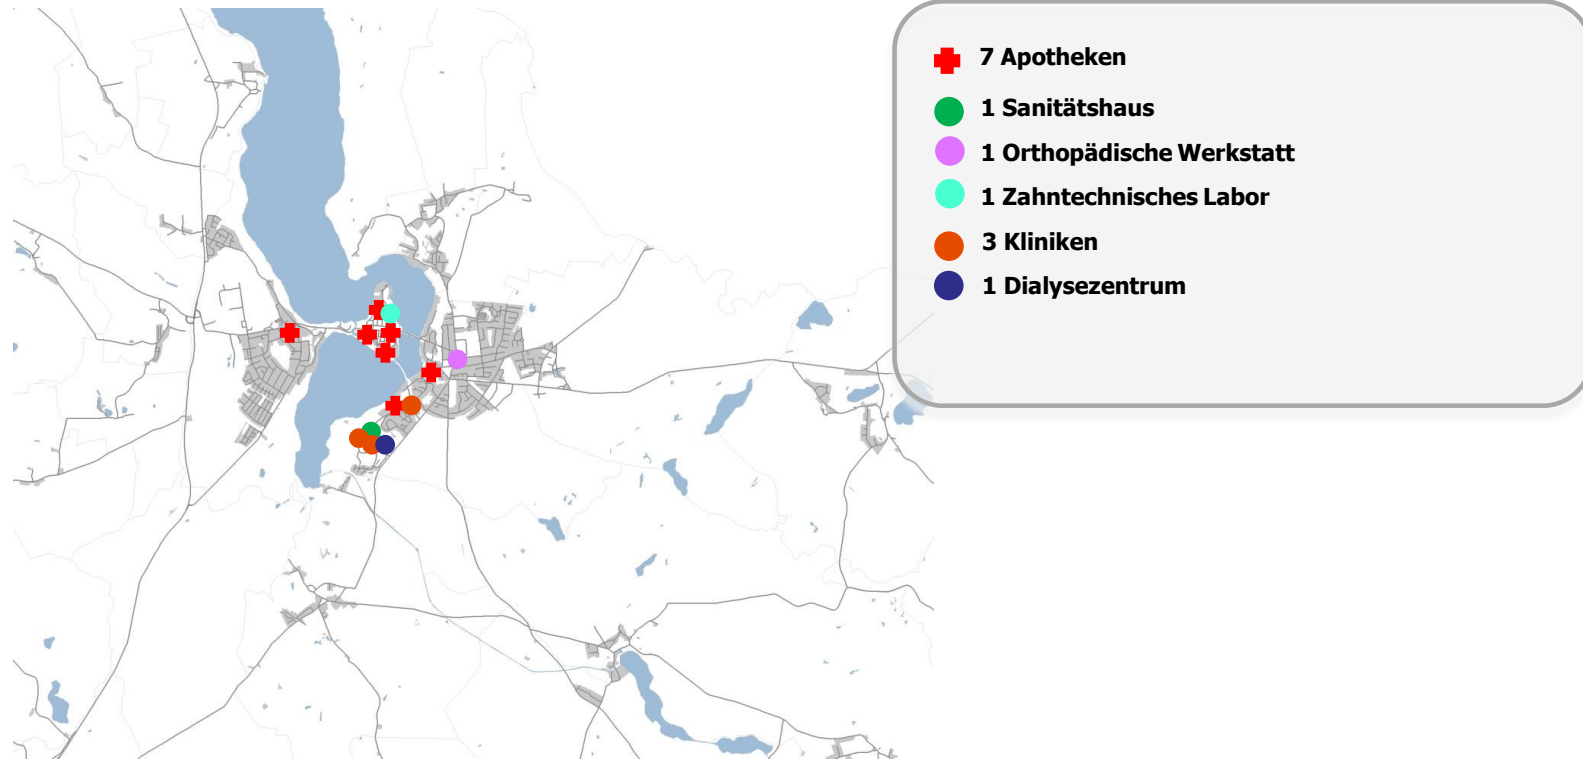 7 Apotheken
1 Sanitätshaus
1 Orthopädische Werkstatt
1 Zahntechnisches Labor
3 Kliniken
1 Dialysezentrum